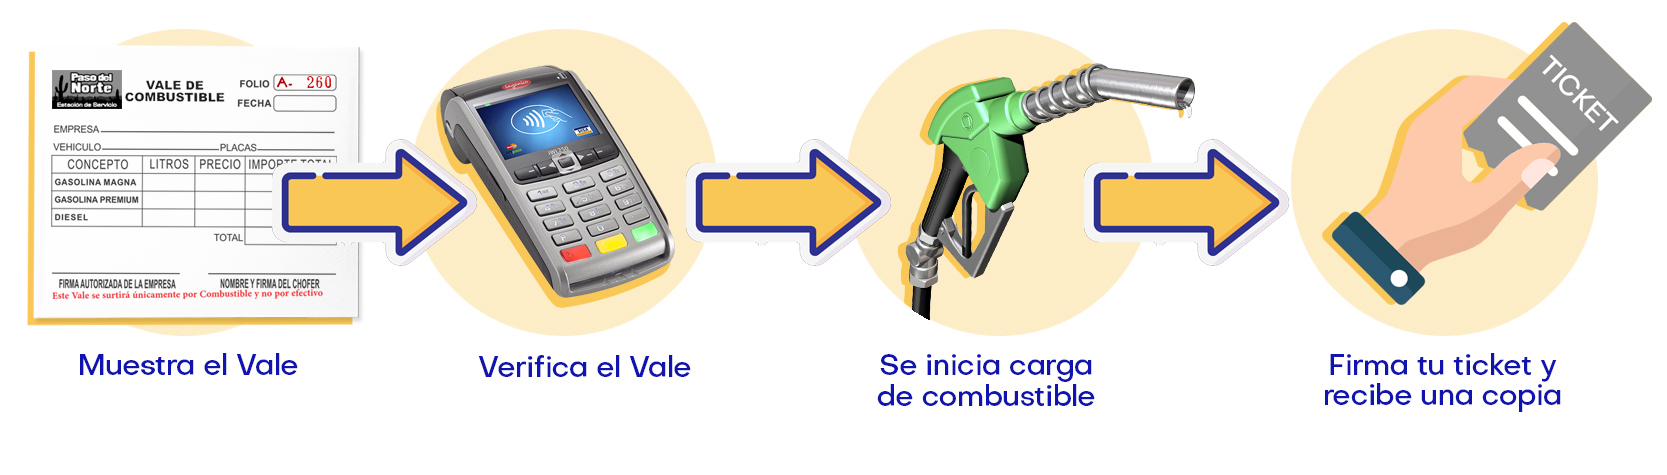 Paso del
Norte
Estación de Servicio
VALE DE
COMBUSTIBLE
FOLIO A- 260
FECHA
EMPRESA
VEHICULO PLACAS
CONCEPTO LITROS PRECIO IMPORTE TOTAL
GASOLINA MAGNA
GASOLINA PREMIUM
DIESEL
TOTAL
FIRMA AUTORIZADA DE LA EMPRESA NOMBRE Y FIRMA DEL CHOFER
Este Vale se surtirá únicamente por Combustible y no por efectivo
TICKET
Muestra el Vale
Verifica el Vale
Se inicia carga
de combustible
Firma tu ticket y
recibe una copia